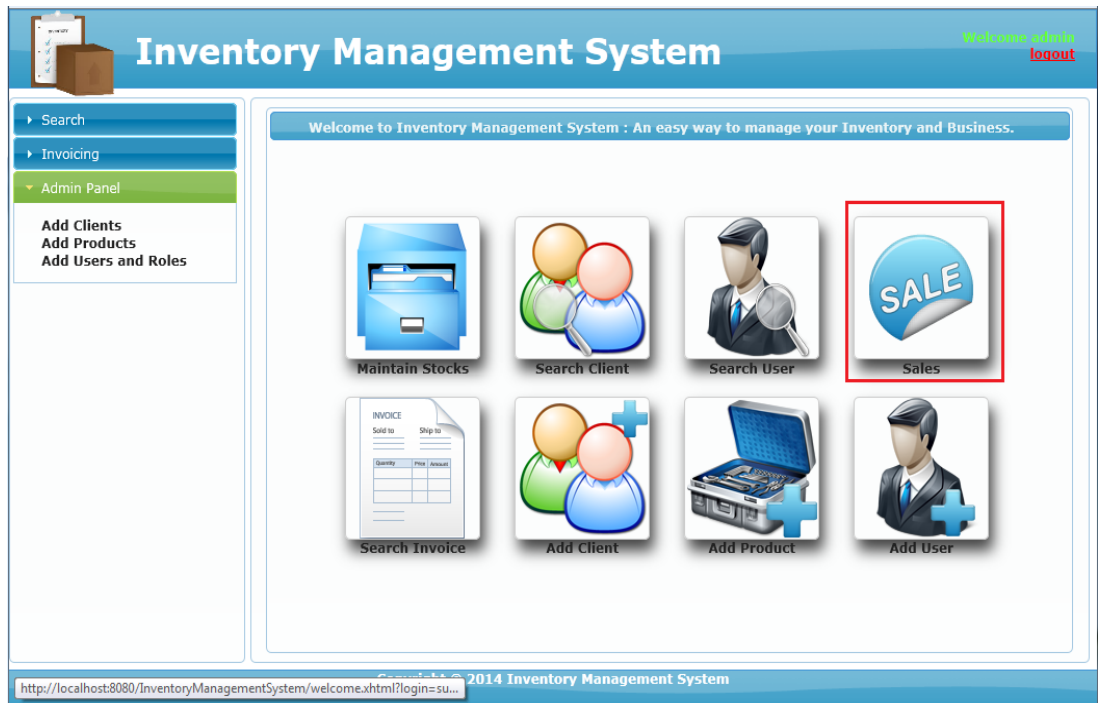 Inventory Management System
Welcome admin
logout
Search
Invoicing
Admin Panel
Add Clients
Add Products
Add Users and Roles
Welcome to Inventory Management System : An easy way to manage your Inventory and Business.
SALE
Maintain Stocks
Search Client
Search User
Sales
INVOICE
Sold to Ship to
Quantity Price Amount
Search Invoice
Add Client
Add Product
Add User
Copyright © 2014 Inventory Management System
http://localhost:8080/InventoryManagementSystem/welcome.xhtml?login=su...